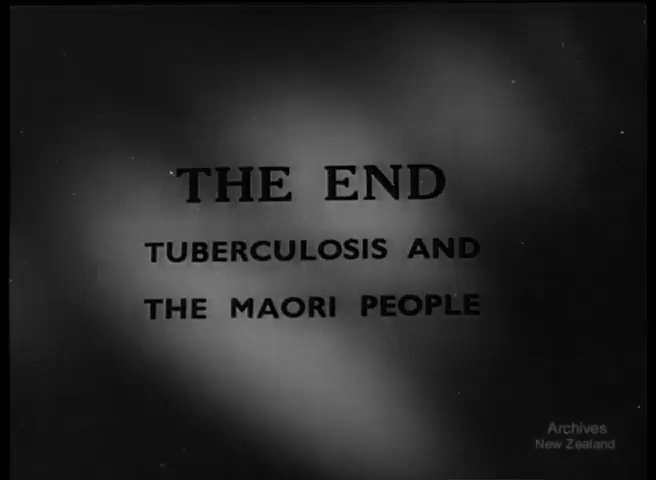 THE END
TUBERCULOSIS AND
THE MAORI PEOPLE
Archives
New Zealand